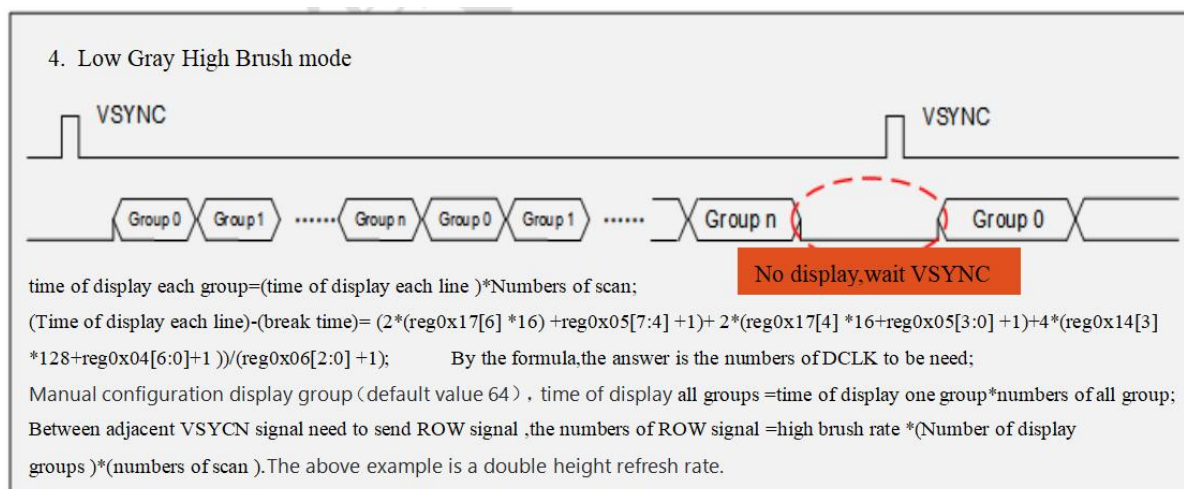 4. Low Gray High Brush mode
VSYNC
VSYNC
Group 0 Group 1 ······ Group n Group 0 Group 1 ······ Group n Group 0
No display,wait VSYNC
time of display each group=(time of display each line )*Numbers of scan;
(Time of display each line)-(break time)= (2*(reg0x17[6] *16) +reg0x05[7:4] +1)+ 2*(reg0x17[4] *16+reg0x05[3:0] +1)+4*(reg0x14[3]
*128+reg0x04[6:0]+1 ))/(reg0x06[2:0] +1); By the formula,the answer is the numbers of DCLK to be need;
Manual configuration display group（default value 64）, time of display all groups =time of display one group*numbers of all group;
Between adjacent VSYCN signal need to send ROW signal ,the numbers of ROW signal =high brush rate *(Number of display
groups )*(numbers of scan ).The above example is a double height refresh rate.